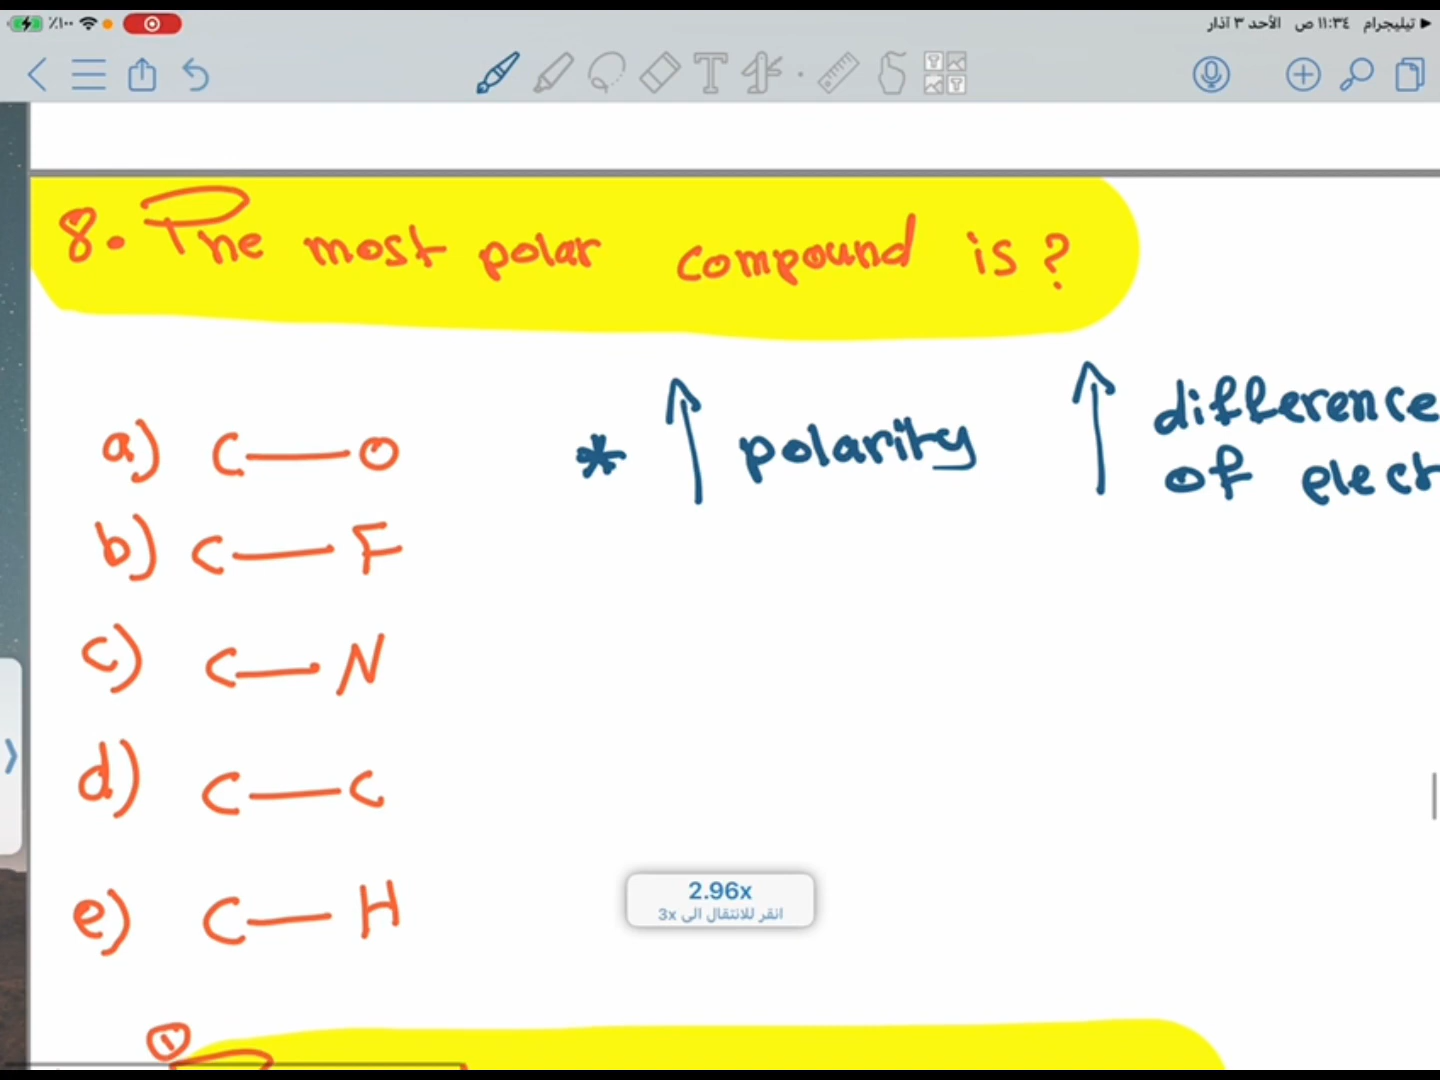 ٪١٠٠
١١:٣٤ ص الأحد ٣ آذار
تيليجرام
8. The most polar compound is?
a) C—O
* ↑ polarity ↑ difference
of elect
b) C—F
c) C—N
d) C—C
e) C—H
2.96x
انقر للانتقال الى 3x